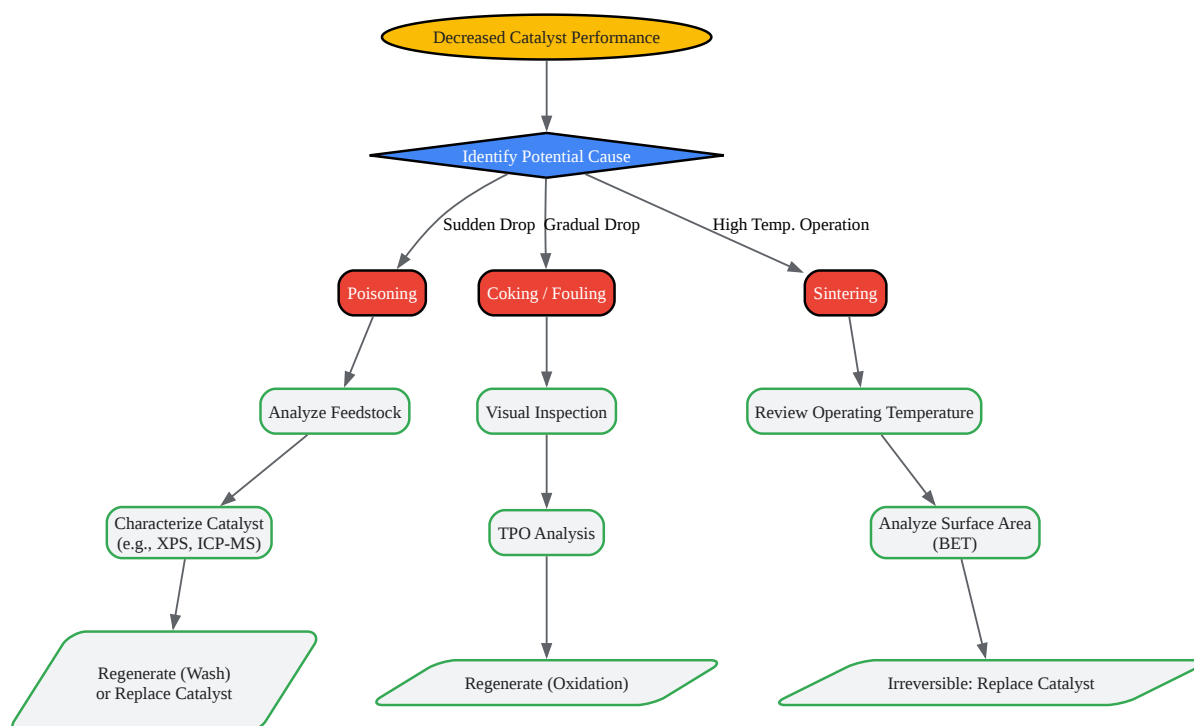 Decreased Catalyst Performance
Identify Potential Cause
Sudden Drop
Gradual Drop
High Temp. Operation
Poisoning
Coking / Fouling
Sintering
Analyze Feedstock
Visual Inspection
Review Operating Temperature
Characterize Catalyst
(e.g., XPS, ICP-MS)
TPO Analysis
Analyze Surface Area
(BET)
Regenerate (Wash)
or Replace Catalyst
Regenerate (Oxidation)
Irreversible: Replace Catalyst